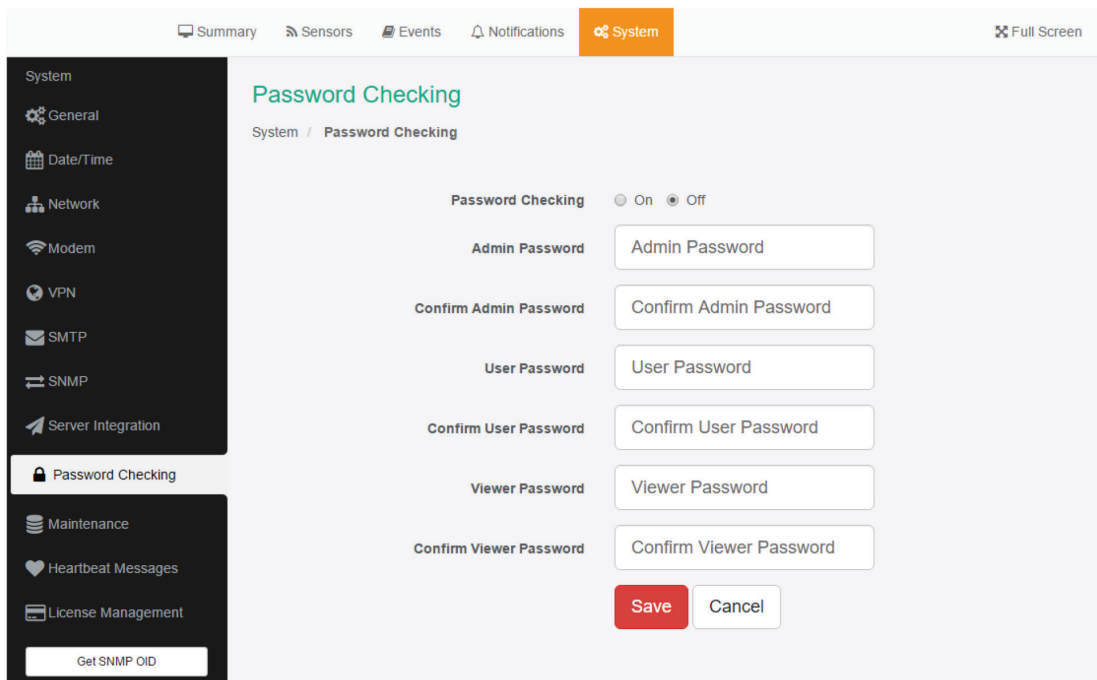 Summary Sensors Events Notifications System Full Screen
System
General
Date/Time
Network
Modem
VPN
SMTP
SNMP
Server Integration
Password Checking
Maintenance
Heartbeat Messages
License Management
Get SNMP OID
Password Checking
System / Password Checking
Password Checking On Off
Admin Password Admin Password
Confirm Admin Password Confirm Admin Password
User Password User Password
Confirm User Password Confirm User Password
Viewer Password Viewer Password
Confirm Viewer Password Confirm Viewer Password
Save Cancel